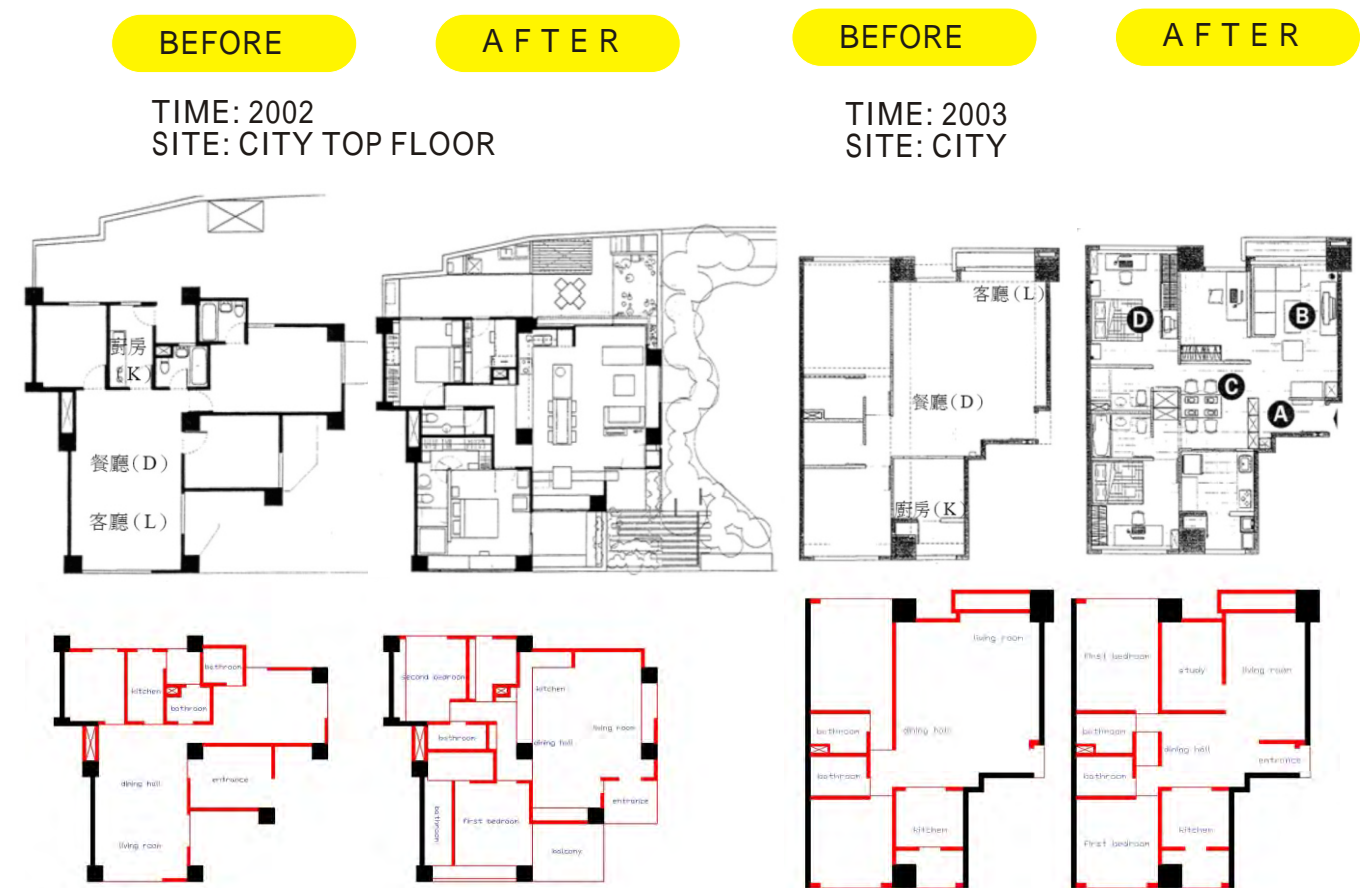 BEFORE
AFTER
BEFORE
AFTER
TIME: 2002
SITE: CITY TOP FLOOR
TIME: 2003
SITE: CITY
廚房
(K)
餐廳(D)
客廳(L)
客廳(L)
餐廳(D)
廚房(K)
D
B
C
A
bathroom
kitchen
bathroom
dining hall
entrance
living room
second bedroom
kitchen
living room
bathroom
dining hall
entrance
bathroom
first bedroom
balcony
living room
bathroom
dining hall
bathroom
kitchen
first bedroom
study
living room
bathroom
dining hall
entrance
bathroom
kitchen
first bedroom